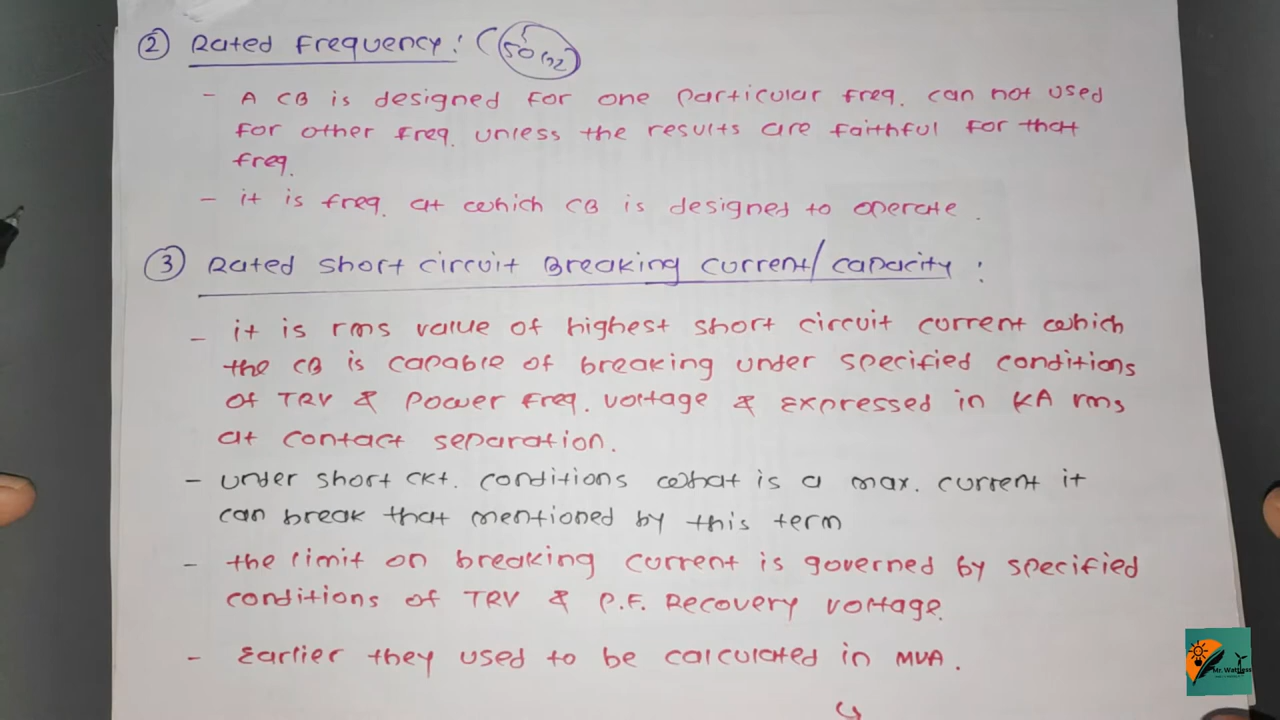 ② Rated Frequency: (50Hz)
- A CB is designed for one particular freq. can not used
for other freq. unless the results are faithful for that
freq.
- it is freq. at which CB is designed to operate.
③ Rated short circuit Breaking current/capacity:
- it is rms value of highest short circuit current which
the CB is capable of breaking under specified conditions
of TRV & power freq. voltage & expressed in KA rms
at contact separation.
- under short ckt. conditions what is a max. current it
can break that mentioned by this term
- the limit on breaking current is governed by specified
conditions of TRV & P.F. Recovery voltage.
- Earlier they used to be calculated in MVA.
Mr. Wattless